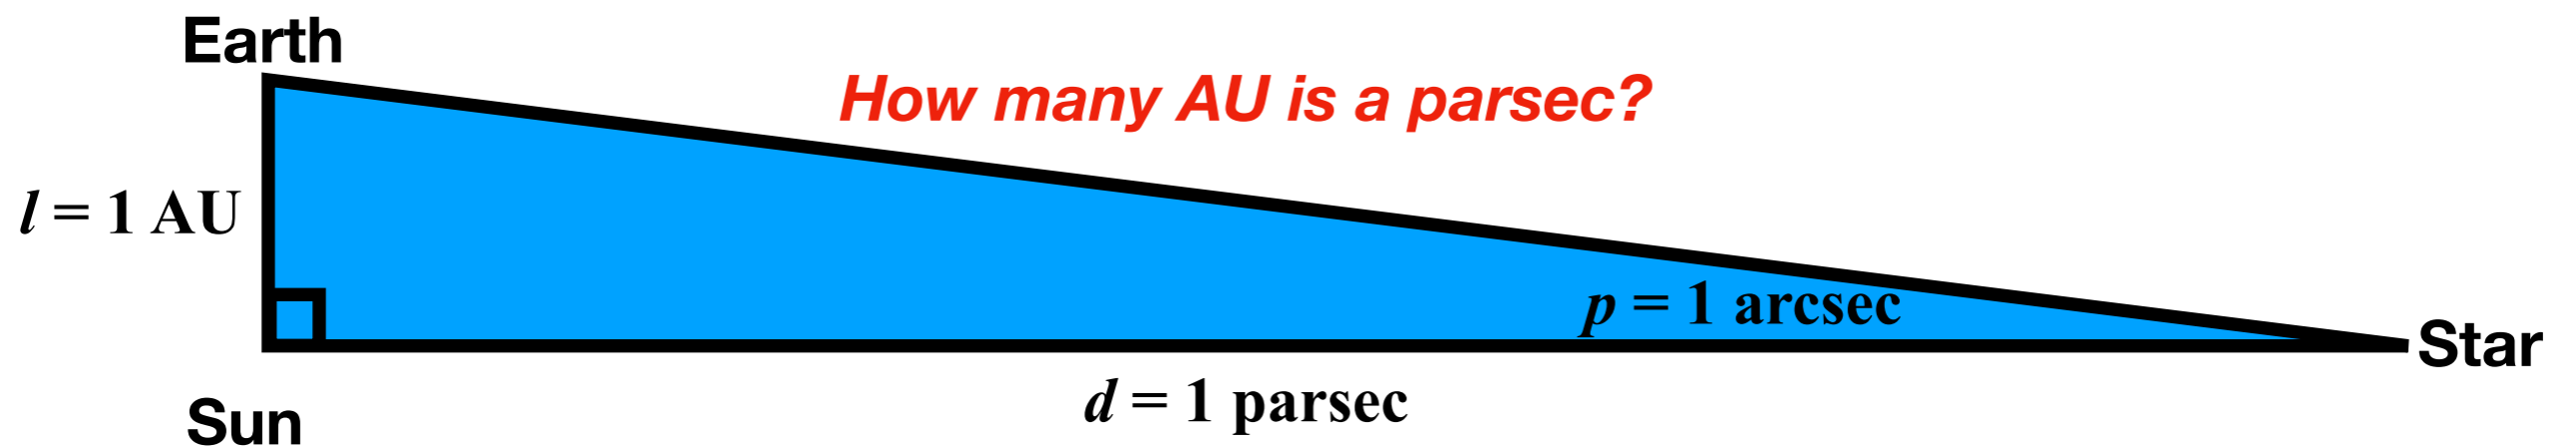 Earth
How many AU is a parsec?
l = 1 AU
p = 1 arcsec
Star
d = 1 parsec
Sun